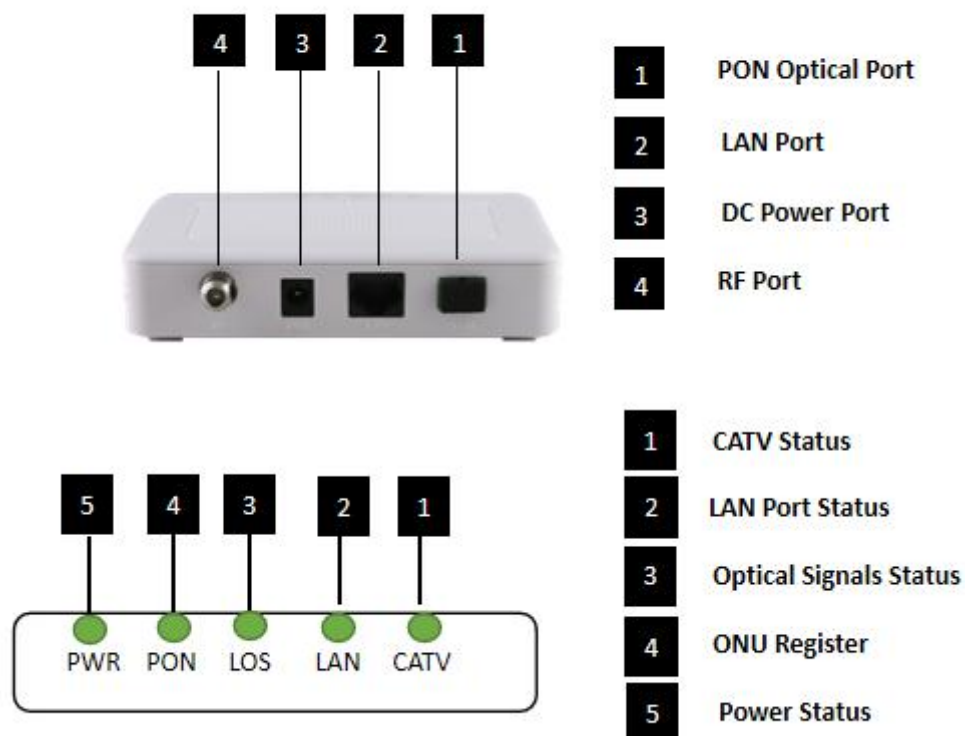 4 3 2 1
1 PON Optical Port
2 LAN Port
3 DC Power Port
4 RF Port
5 4 3 2 1
PWR PON LOS LAN CATV
1 CATV Status
2 LAN Port Status
3 Optical Signals Status
4 ONU Register
5 Power Status